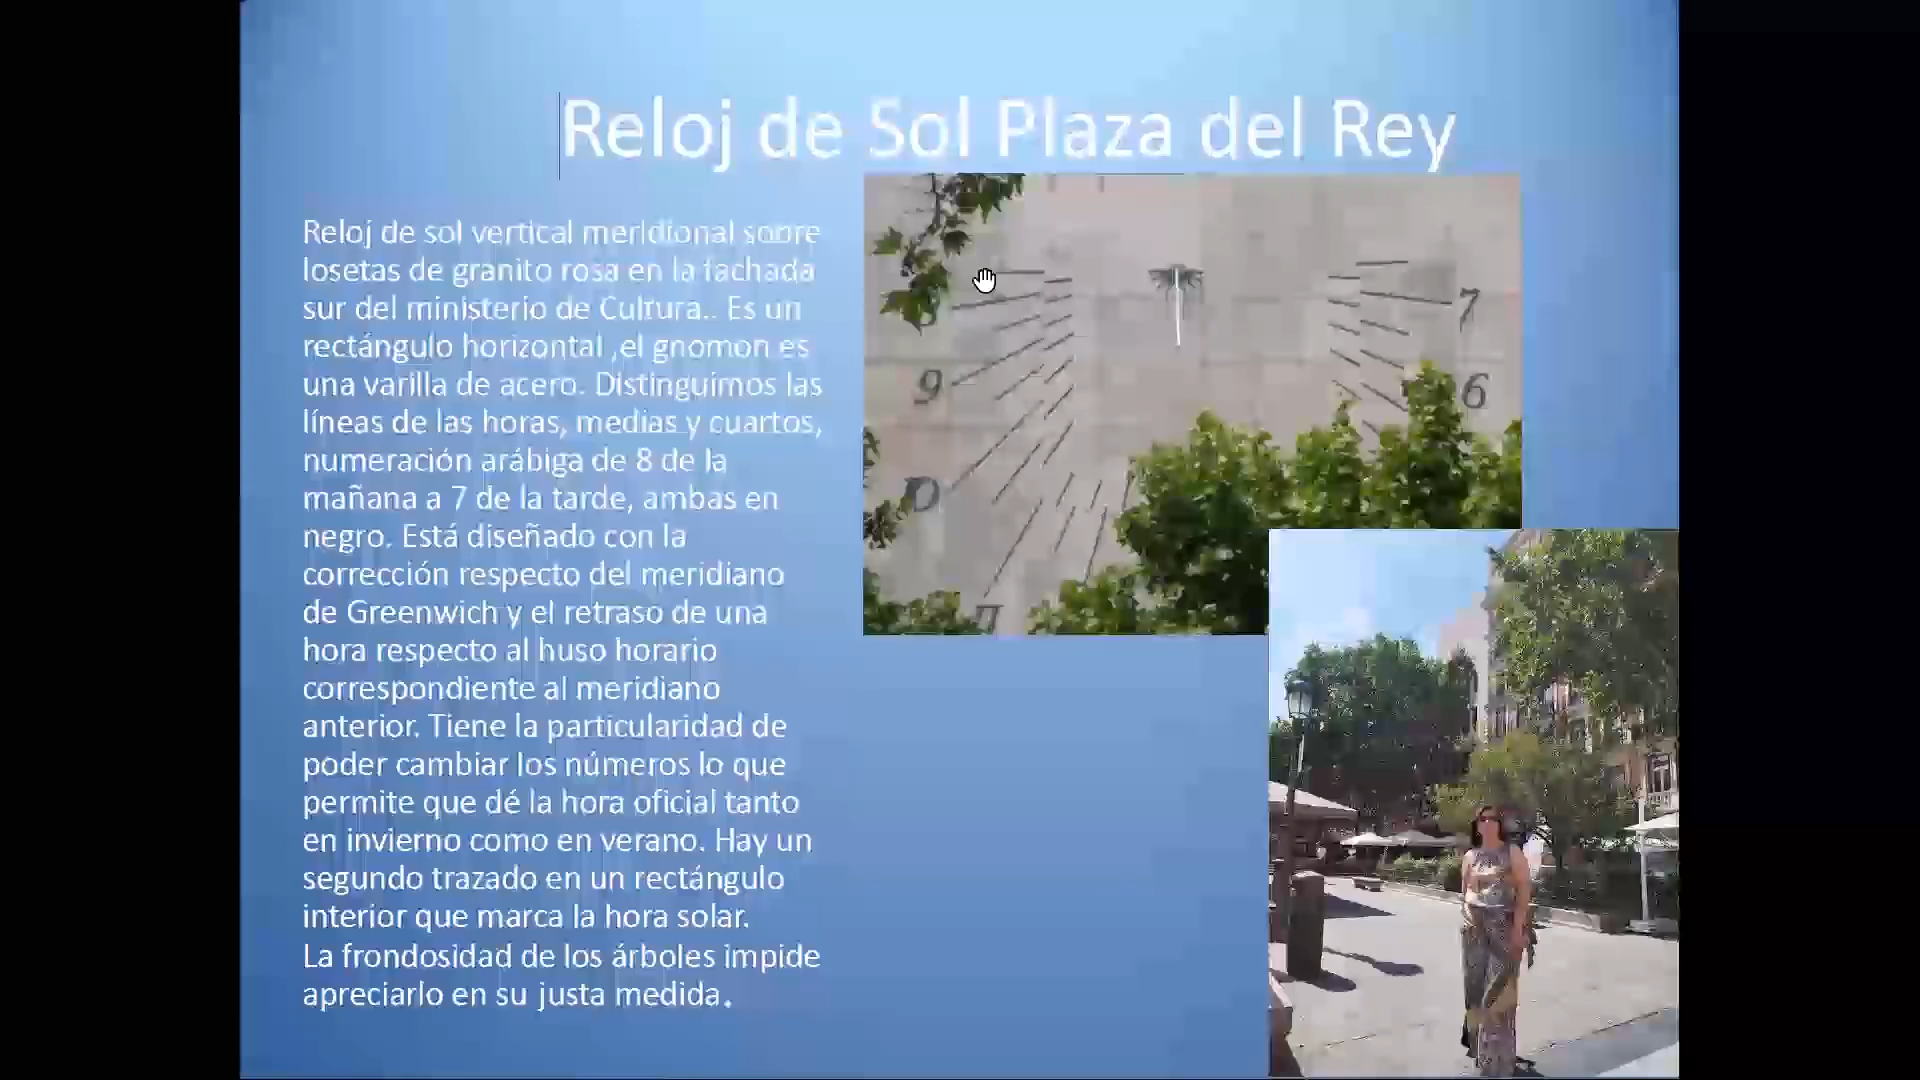 Reloj de Sol Plaza del Rey
Reloj de sol vertical meridional sobre
losetas de granito rosa en la fachada
sur del ministerio de Cultura.. Es un
rectángulo horizontal ,el gnomon es
una varilla de acero. Distinguimos las
líneas de las horas, medias y cuartos,
numeración arábiga de 8 de la
mañana a 7 de la tarde, ambas en
negro. Está diseñado con la
corrección respecto del meridiano
de Greenwich y el retraso de una
hora respecto al huso horario
correspondiente al meridiano
anterior. Tiene la particularidad de
poder cambiar los números lo que
permite que dé la hora oficial tanto
en invierno como en verano. Hay un
segundo trazado en un rectángulo
interior que marca la hora solar.
La frondosidad de los árboles impide
apreciarlo en su justa medida.
7
9
6